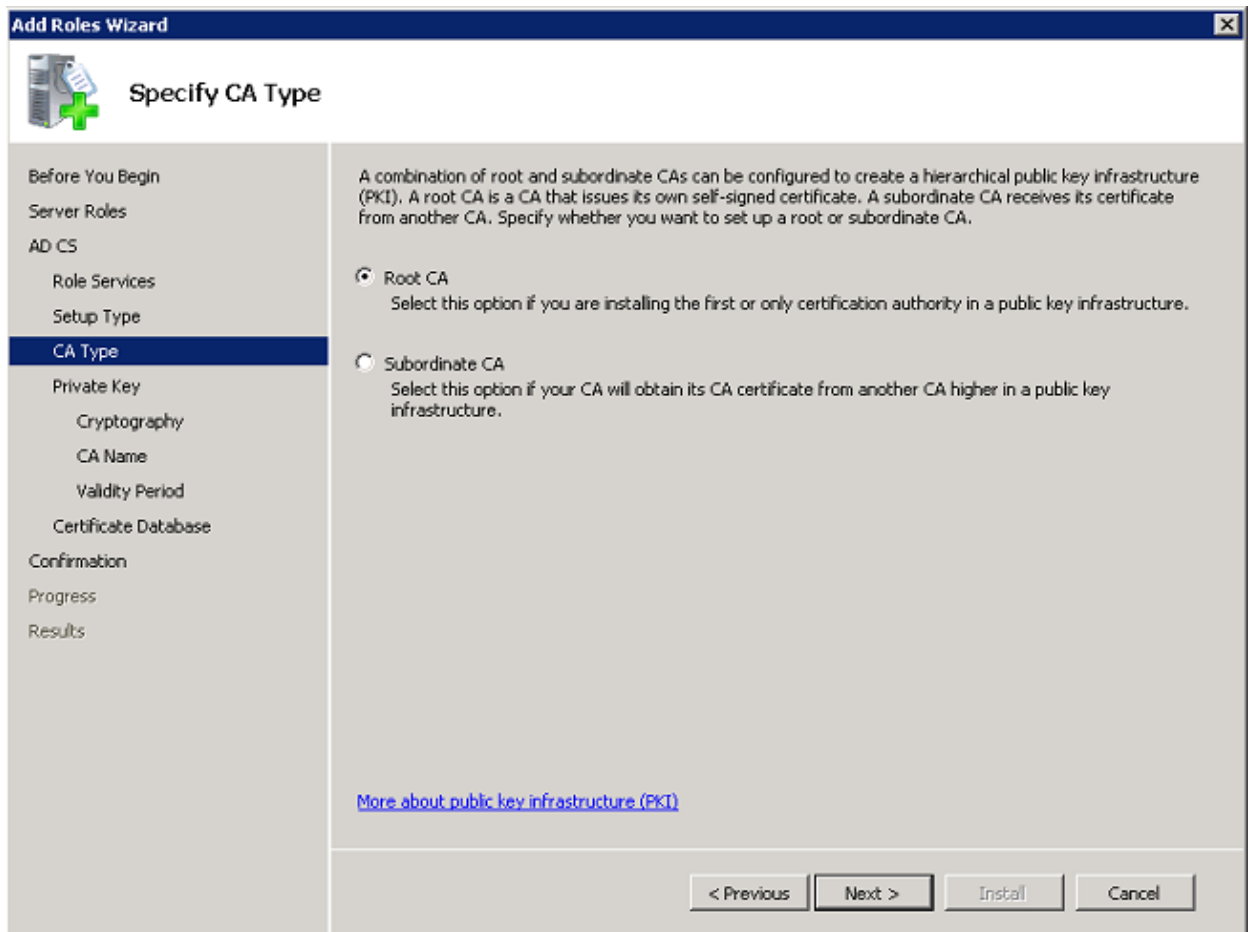 Add Roles Wizard
Specify CA Type
Before You Begin
Server Roles
AD CS
Role Services
Setup Type
CA Type
Private Key
Cryptography
CA Name
Validity Period
Certificate Database
Confirmation
Progress
Results
A combination of root and subordinate CAs can be configured to create a hierarchical public key infrastructure
(PKI). A root CA is a CA that issues its own self-signed certificate. A subordinate CA receives its certificate
from another CA. Specify whether you want to set up a root or subordinate CA.
Root CA
Select this option if you are installing the first or only certification authority in a public key infrastructure.
Subordinate CA
Select this option if your CA will obtain its CA certificate from another CA higher in a public key
infrastructure.
More about public key infrastructure (PKI)
< Previous
Next >
Install
Cancel